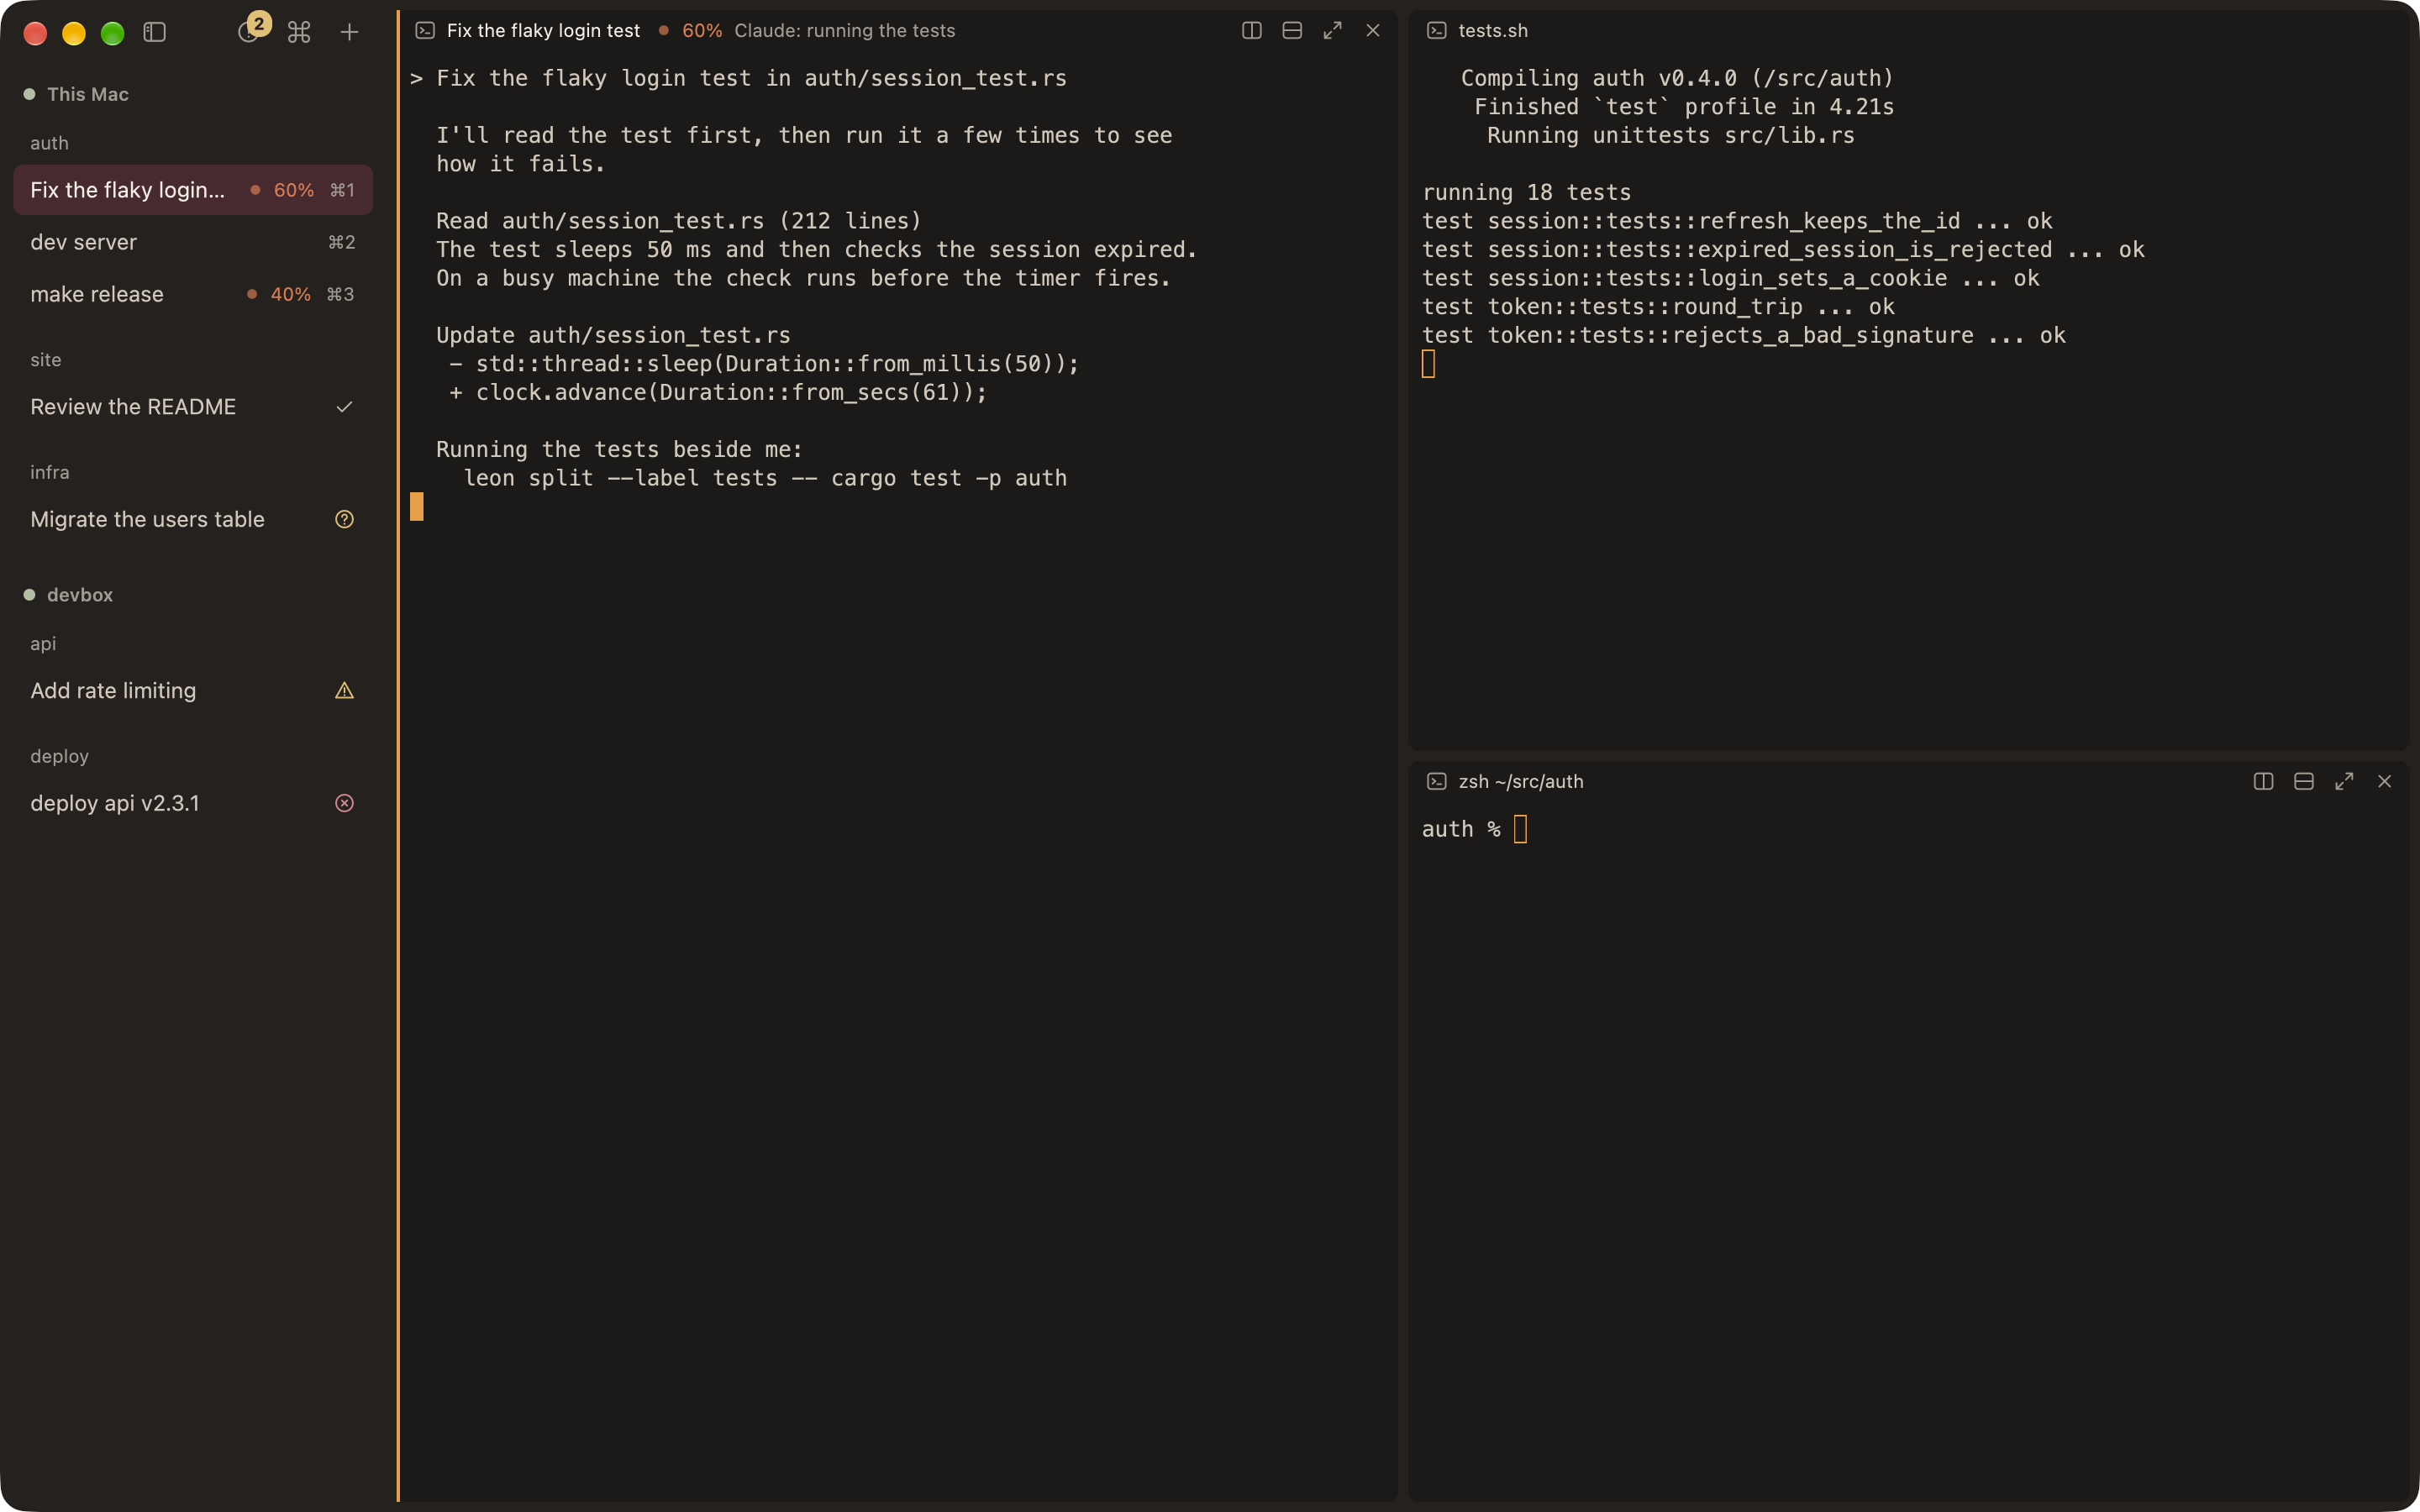 2
This Mac
auth
Fix the flaky login... 60% ⌘1
dev server ⌘2
make release 40% ⌘3
site
Review the README
infra
Migrate the users table
devbox
api
Add rate limiting
deploy
deploy api v2.3.1
Fix the flaky login test 60% Claude: running the tests
> Fix the flaky login test in auth/session_test.rs
I'll read the test first, then run it a few times to see
how it fails.
Read auth/session_test.rs (212 lines)
The test sleeps 50 ms and then checks the session expired.
On a busy machine the check runs before the timer fires.
Update auth/session_test.rs
- std::thread::sleep(Duration::from_millis(50));
+ clock.advance(Duration::from_secs(61));
Running the tests beside me:
leon split --label tests -- cargo test -p auth
tests.sh
Compiling auth v0.4.0 (/src/auth)
Finished `test` profile in 4.21s
Running unittests src/lib.rs
running 18 tests
test session::tests::refresh_keeps_the_id ... ok
test session::tests::expired_session_is_rejected ... ok
test session::tests::login_sets_a_cookie ... ok
test token::tests::round_trip ... ok
test token::tests::rejects_a_bad_signature ... ok
zsh ~/src/auth
auth %